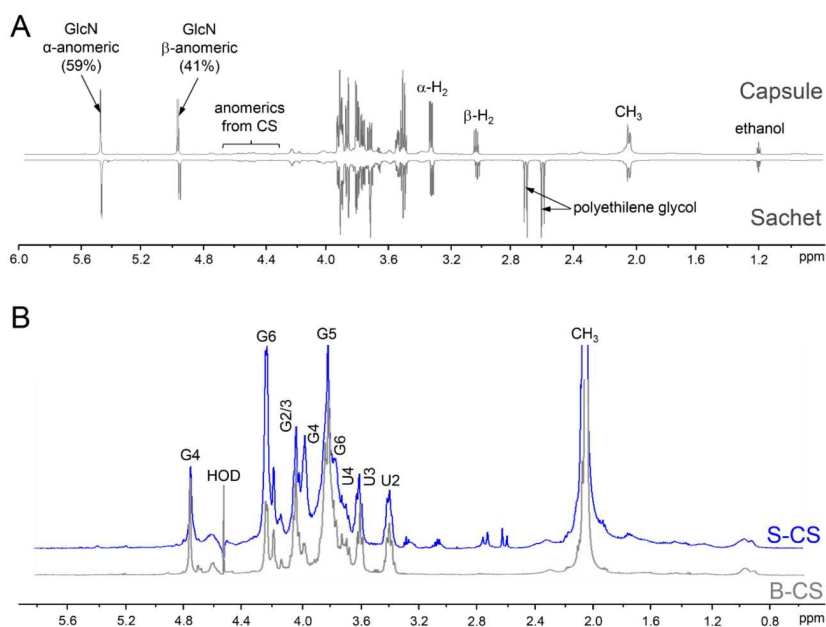 A
GlcN
α-anomeric
(59%)
GlcN
β-anomeric
(41%)
anomerics
from CS
α-H2
β-H2
CH3
Capsule
ethanol
polyethilene glycol
Sachet
6.0 5.6 5.2 4.8 4.4 4.0 3.6 3.2 2.8 2.4 2.0 1.6 1.2 ppm
B
G4
HOD
G6
G2/3
G5
G4
G6
U4
U3
U2
CH3
S-CS
B-CS
5.6 5.2 4.8 4.4 4.0 3.6 3.2 2.8 2.4 2.0 1.6 1.2 0.8 ppm